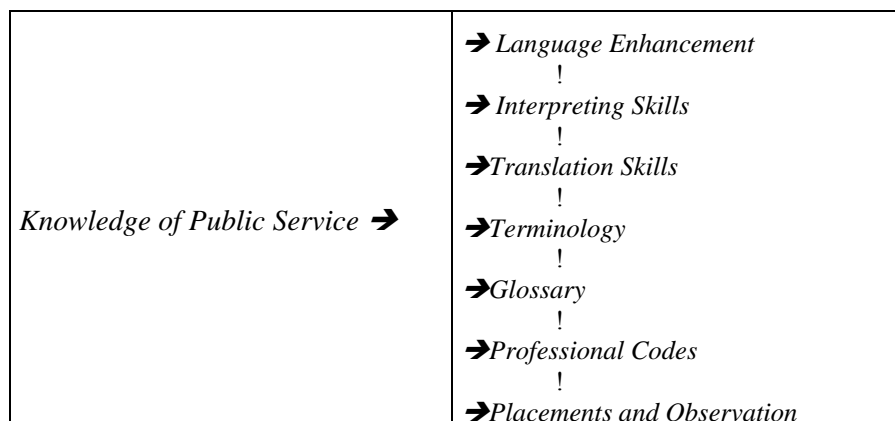 Knowledge of Public Service ➔
➔ Language Enhancement
!
➔ Interpreting Skills
!
➔Translation Skills
!
➔Terminology
!
➔Glossary
!
➔Professional Codes
!
➔Placements and Observation